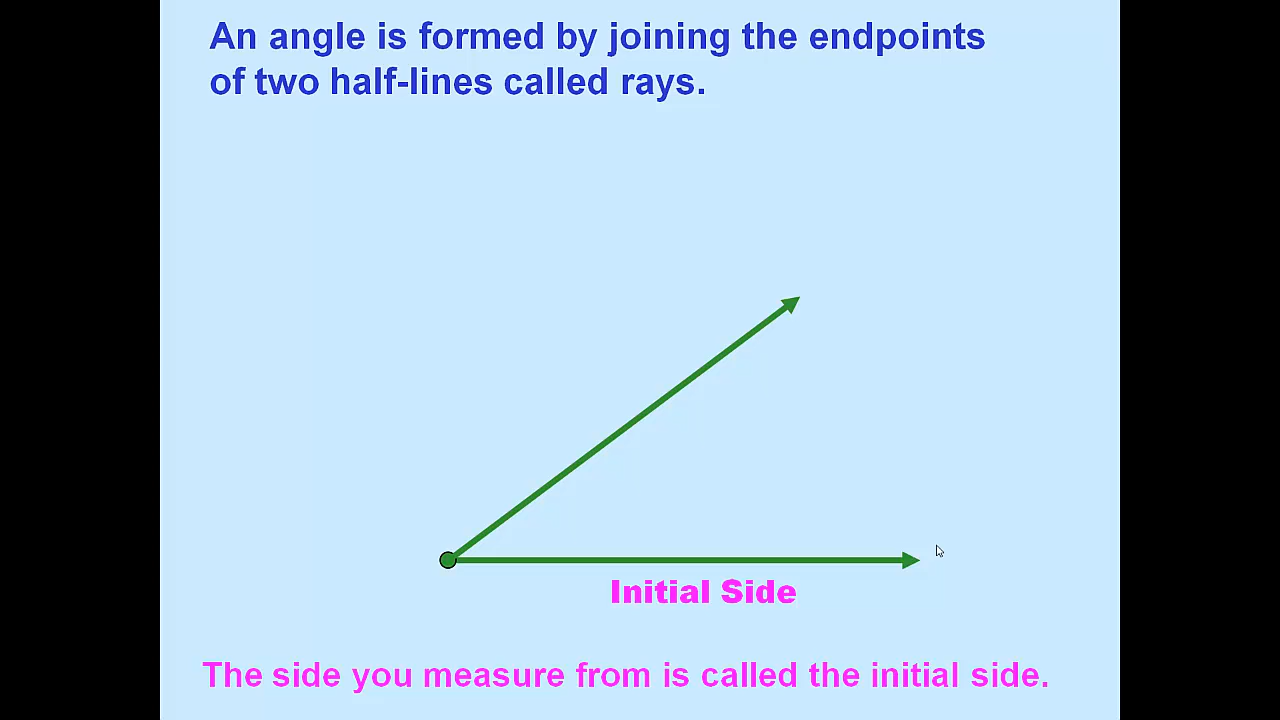 An angle is formed by joining the endpoints
of two half-lines called rays.
Initial Side
The side you measure from is called the initial side.